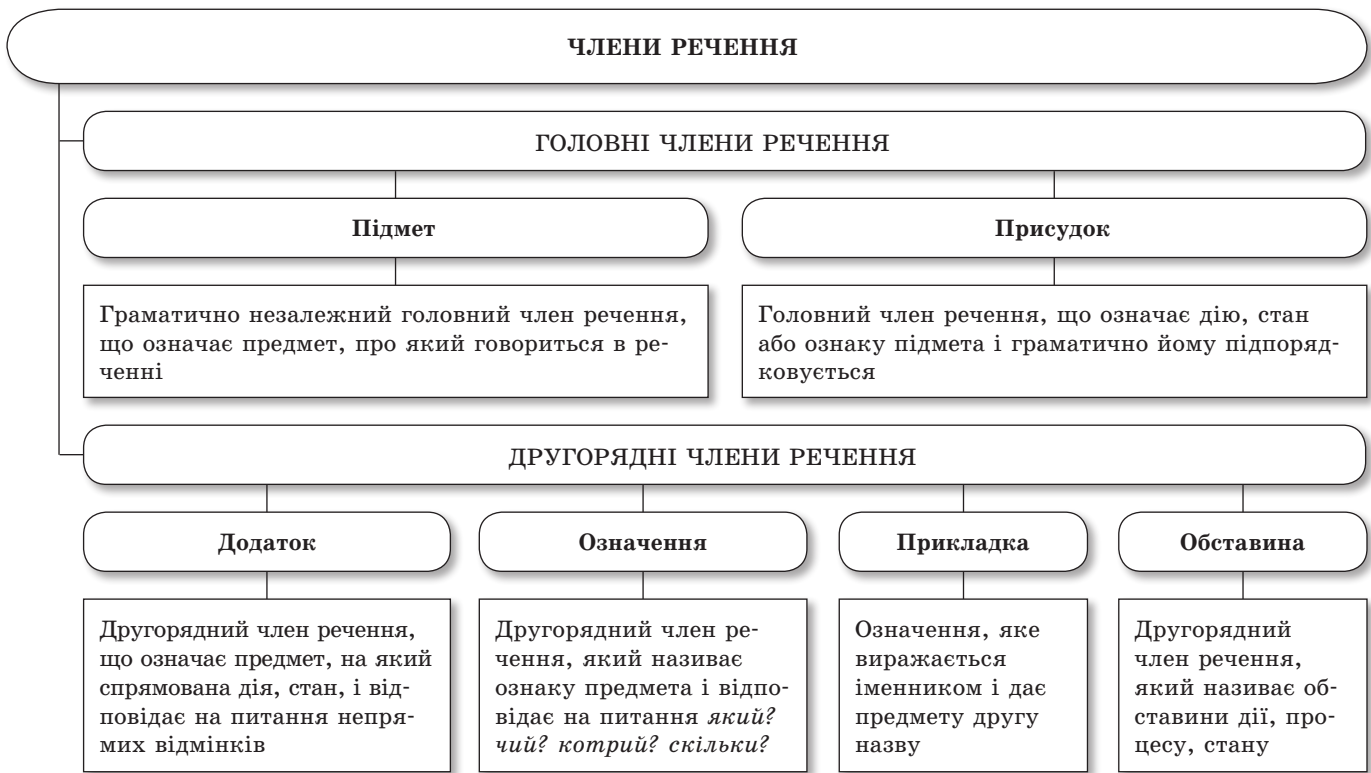 ЧЛЕНИ РЕЧЕННЯ
ГОЛОВНІ ЧЛЕНИ РЕЧЕННЯ
Підмет
Граматично незалежний головний член речення,
що означає предмет, про який говориться в ре-
ченні
Присудок
Головний член речення, що означає дію, стан
або ознаку підмета і граматично йому підпоряд-
ковується
ДРУГОРЯДНІ ЧЛЕНИ РЕЧЕННЯ
Додаток
Другорядний член речення,
що означає предмет, на який
спрямована дія, стан, і від-
повідає на питання непря-
мих відмінків
Означення
Другорядний член ре-
чення, який називає
ознаку предмета і відпо-
відає на питання який?
чий? котрий? скільки?
Прикладка
Означення, яке
виражається
іменником і дає
предмету другу
назву
Обставина
Другорядний
член речення,
який називає об-
ставини дії, про-
цесу, стану